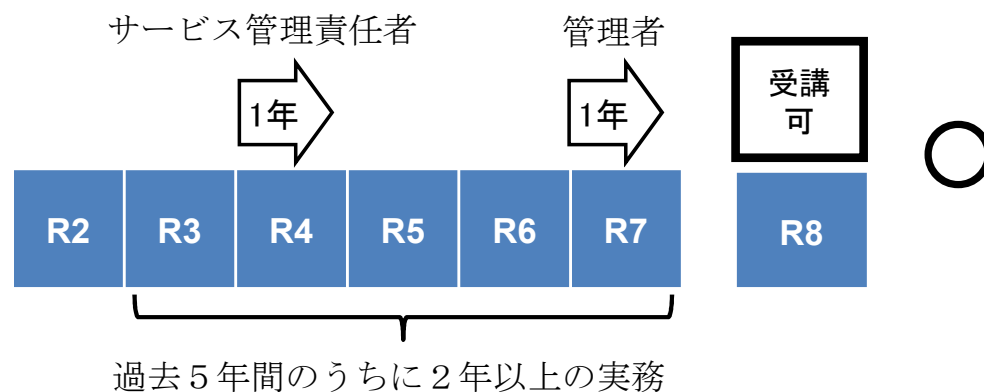 サービス管理責任者
管理者
1年
1年
受講
可
R2
R3
R4
R5
R6
R7
R8
過去５年間のうちに２年以上の実務